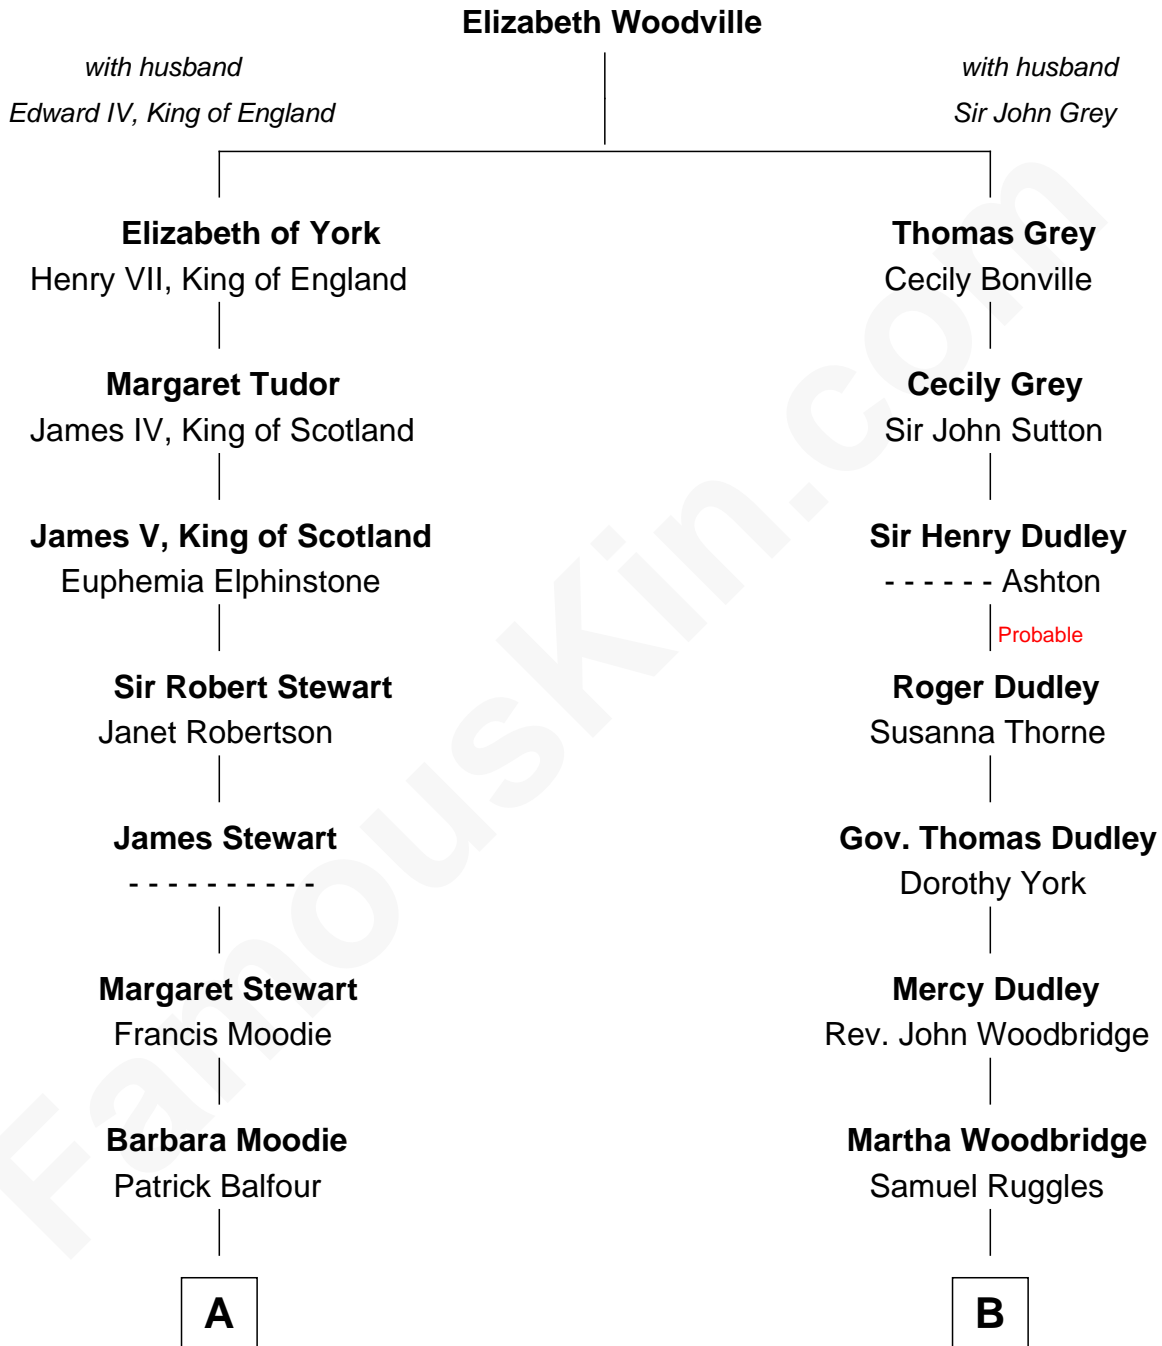 Elizabeth Woodville
with husband
Edward IV, King of England
with husband
Sir John Grey
Elizabeth of York
Henry VII, King of England
Thomas Grey
Cecily Bonville
Margaret Tudor
James IV, King of Scotland
Cecily Grey
Sir John Sutton
James V, King of Scotland
Euphemia Elphinstone
Sir Henry Dudley
- - - - - - Ashton
Probable
Sir Robert Stewart
Janet Robertson
Roger Dudley
Susanna Thorne
James Stewart
- - - - - - - - - -
Gov. Thomas Dudley
Dorothy York
Margaret Stewart
Francis Moodie
Mercy Dudley
Rev. John Woodbridge
Barbara Moodie
Patrick Balfour
Martha Woodbridge
Samuel Ruggles
A
B
FamousKin.com